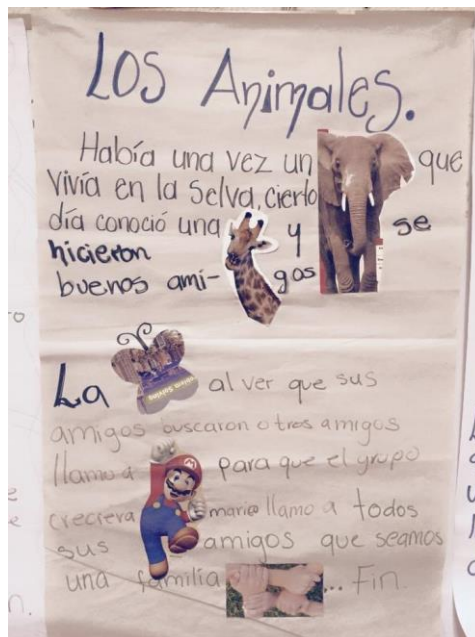 Los Animales.
Había una vez un que
vivía en la selva, cierto
día conoció una y se
hicieron
buenos ami- gos
La al ver que sus
amigos buscaron otros amigos
llamo a para que el grupo
creciera mario llamo a todos
sus amigos que seamos
una familia ... Fin.